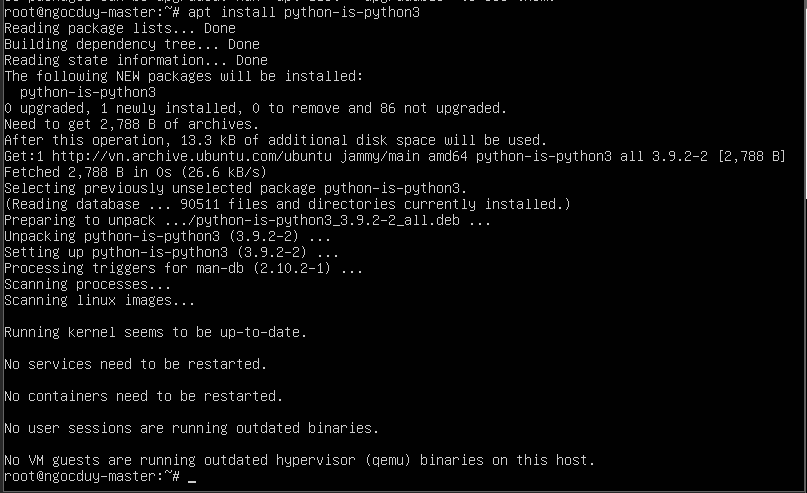 root@ngocduy-master:~# apt install python-is-python3
Reading package lists... Done
Building dependency tree... Done
Reading state information... Done
The following NEW packages will be installed:
  python-is-python3
0 upgraded, 1 newly installed, 0 to remove and 86 not upgraded.
Need to get 2,788 B of archives.
After this operation, 13.3 kB of additional disk space will be used.
Get:1 http://vn.archive.ubuntu.com/ubuntu jammy/main amd64 python-is-python3 all 3.9.2-2 [2,788 B]
Fetched 2,788 B in 0s (26.6 kB/s)
Selecting previously unselected package python-is-python3.
(Reading database ... 90511 files and directories currently installed.)
Preparing to unpack .../python-is-python3_3.9.2-2_all.deb ...
Unpacking python-is-python3 (3.9.2-2) ...
Setting up python-is-python3 (3.9.2-2) ...
Processing triggers for man-db (2.10.2-1) ...
Scanning processes...
Scanning linux images...

Running kernel seems to be up-to-date.

No services need to be restarted.

No containers need to be restarted.

No user sessions are running outdated binaries.

No VM guests are running outdated hypervisor (qemu) binaries on this host.
root@ngocduy-master:~# _